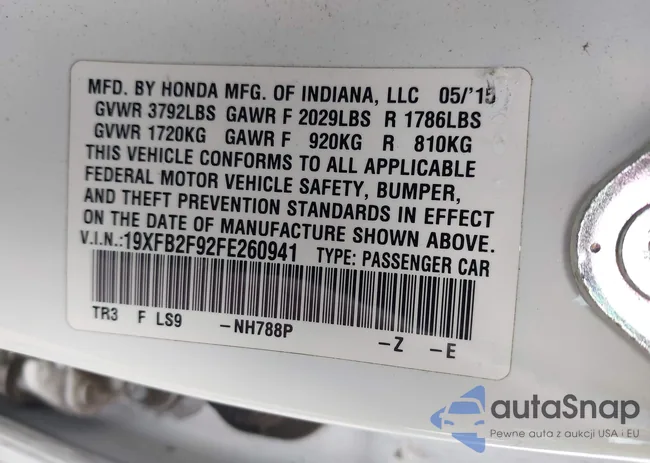 MFD. BY HONDA MFG. OF INDIANA, LLC 05/'15
GVWR 3792LBS GAWR F 2029LBS R 1786LBS
GVWR 1720KG GAWR F 920KG R 810KG
THIS VEHICLE CONFORMS TO ALL APPLICABLE
FEDERAL MOTOR VEHICLE SAFETY, BUMPER,
AND THEFT PREVENTION STANDARDS IN EFFECT
ON THE DATE OF MANUFACTURE SHOWN ABOVE.
V.I.N.:19XFB2F92FE260941 TYPE: PASSENGER CAR
TR3 F LS9 -NH788P -Z -E
autaSnap
Pewne auta z aukcji USA i EU